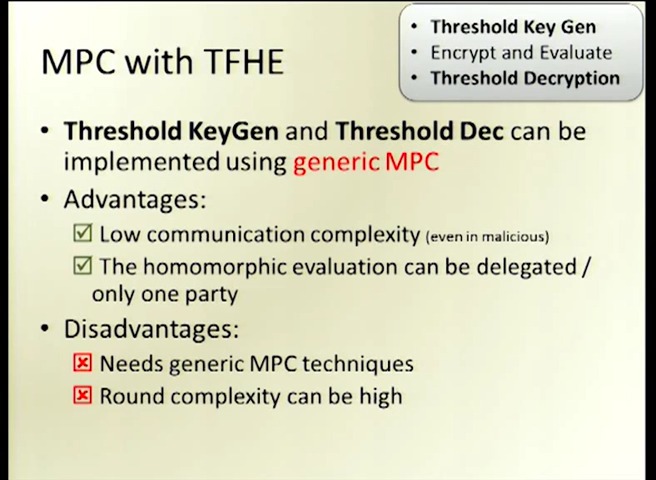 MPC with TFHE
• Threshold Key Gen
• Encrypt and Evaluate
• Threshold Decryption
• Threshold KeyGen and Threshold Dec can be
implemented using generic MPC
• Advantages:
☑ Low communication complexity (even in malicious)
☑ The homomorphic evaluation can be delegated /
only one party
• Disadvantages:
☒ Needs generic MPC techniques
☒ Round complexity can be high